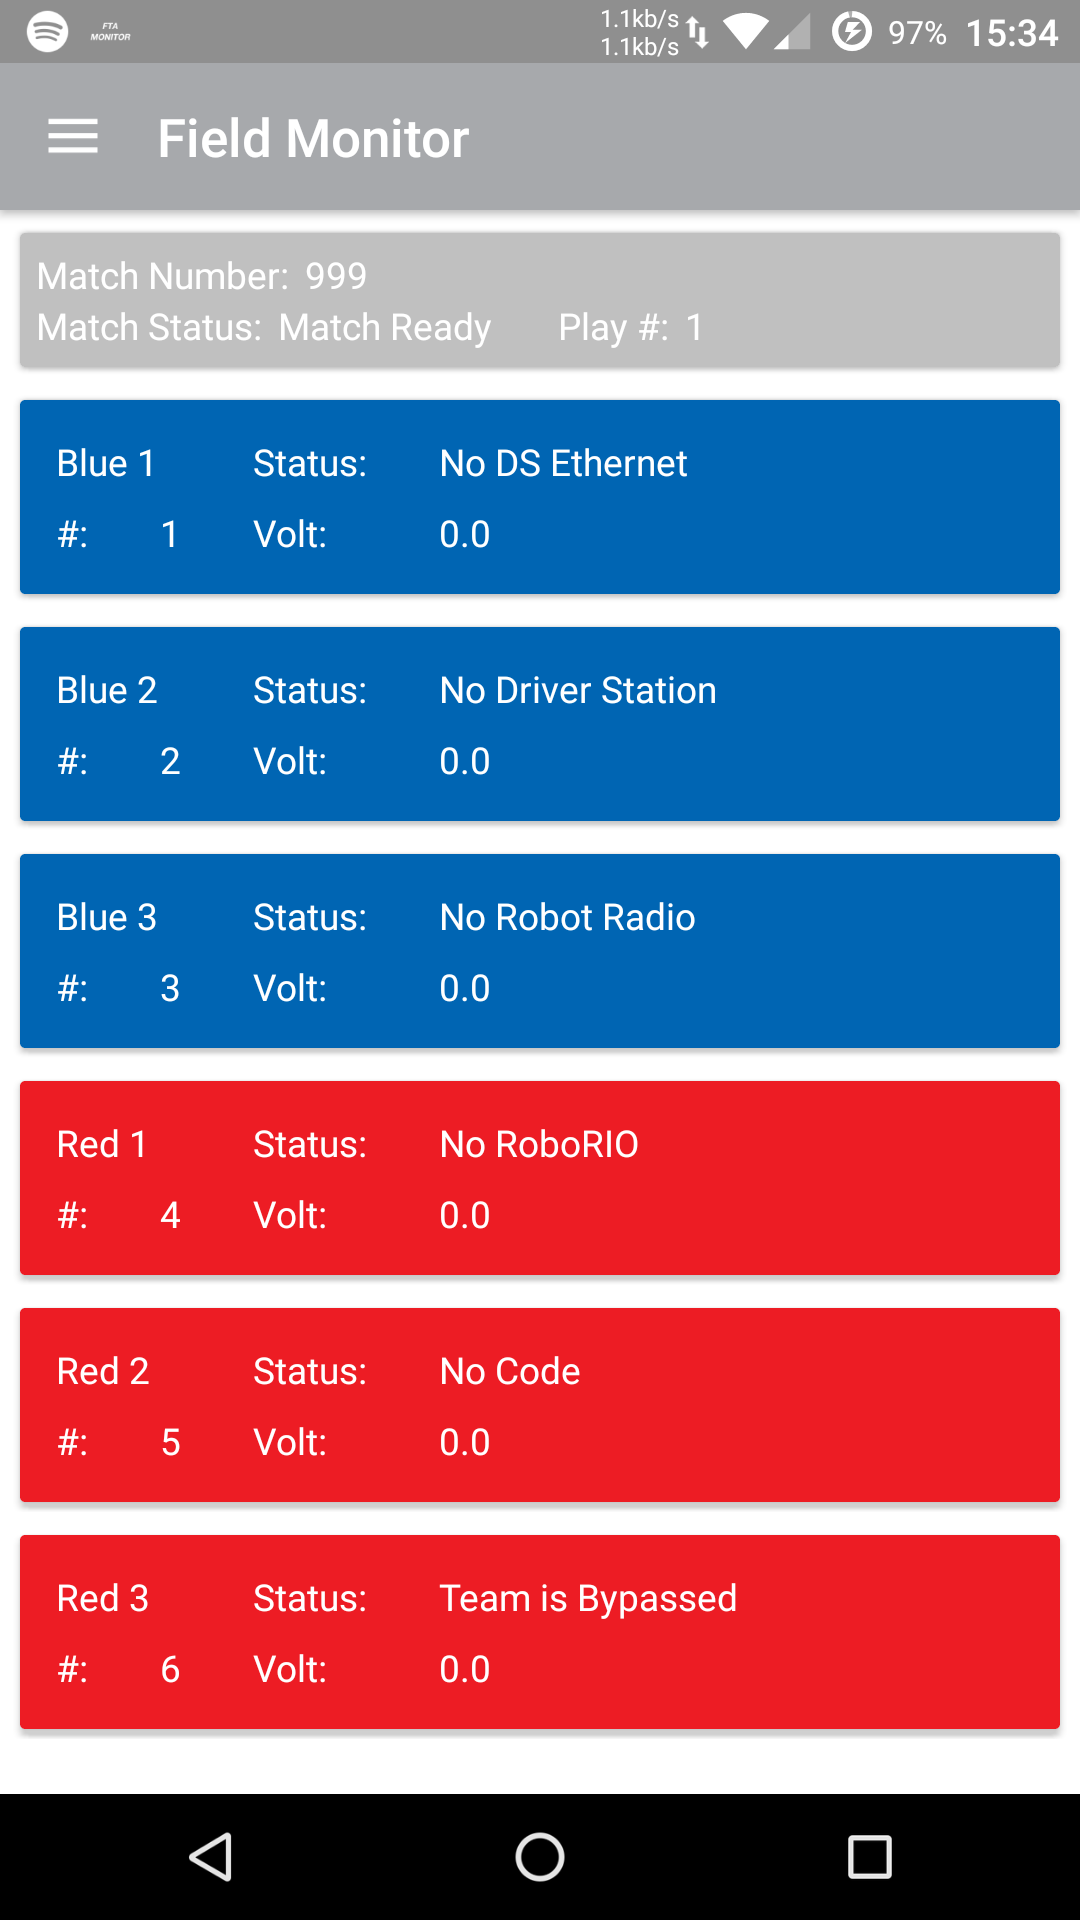 FTA
MONITOR
1.1kb/s
1.1kb/s
97% 15:34
Field Monitor
Match Number: 999
Match Status: Match Ready Play #: 1
Blue 1 Status: No DS Ethernet
#: 1 Volt: 0.0
Blue 2 Status: No Driver Station
#: 2 Volt: 0.0
Blue 3 Status: No Robot Radio
#: 3 Volt: 0.0
Red 1 Status: No RoboRIO
#: 4 Volt: 0.0
Red 2 Status: No Code
#: 5 Volt: 0.0
Red 3 Status: Team is Bypassed
#: 6 Volt: 0.0